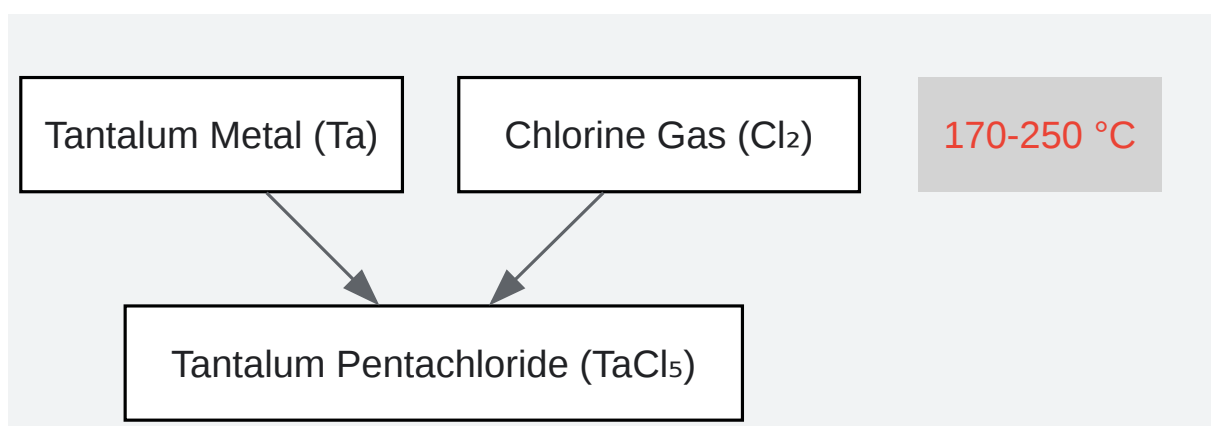 Tantalum Metal (Ta)
Chlorine Gas (Cl₂)
170-250 °C
Tantalum Pentachloride (TaCl₅)